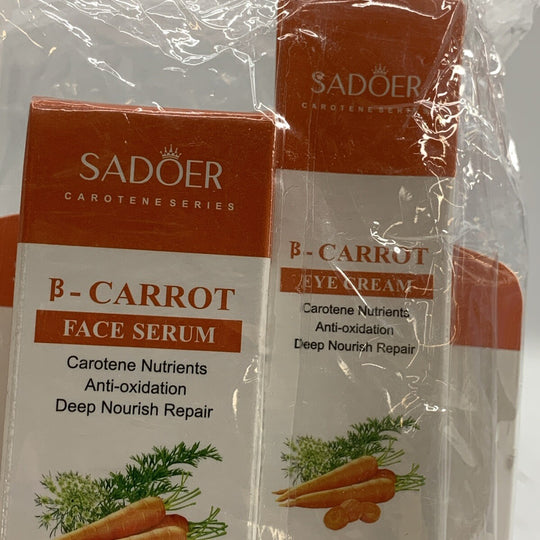 SADOER
CAROTENE SERIES
β - CARROT
FACE SERUM
Carotene Nutrients
Anti-oxidation
Deep Nourish Repair
SADOER
CAROTENE SERIES
β - CARROT
EYE CREAM
Carotene Nutrients
Anti-oxidation
Deep Nourish Repair